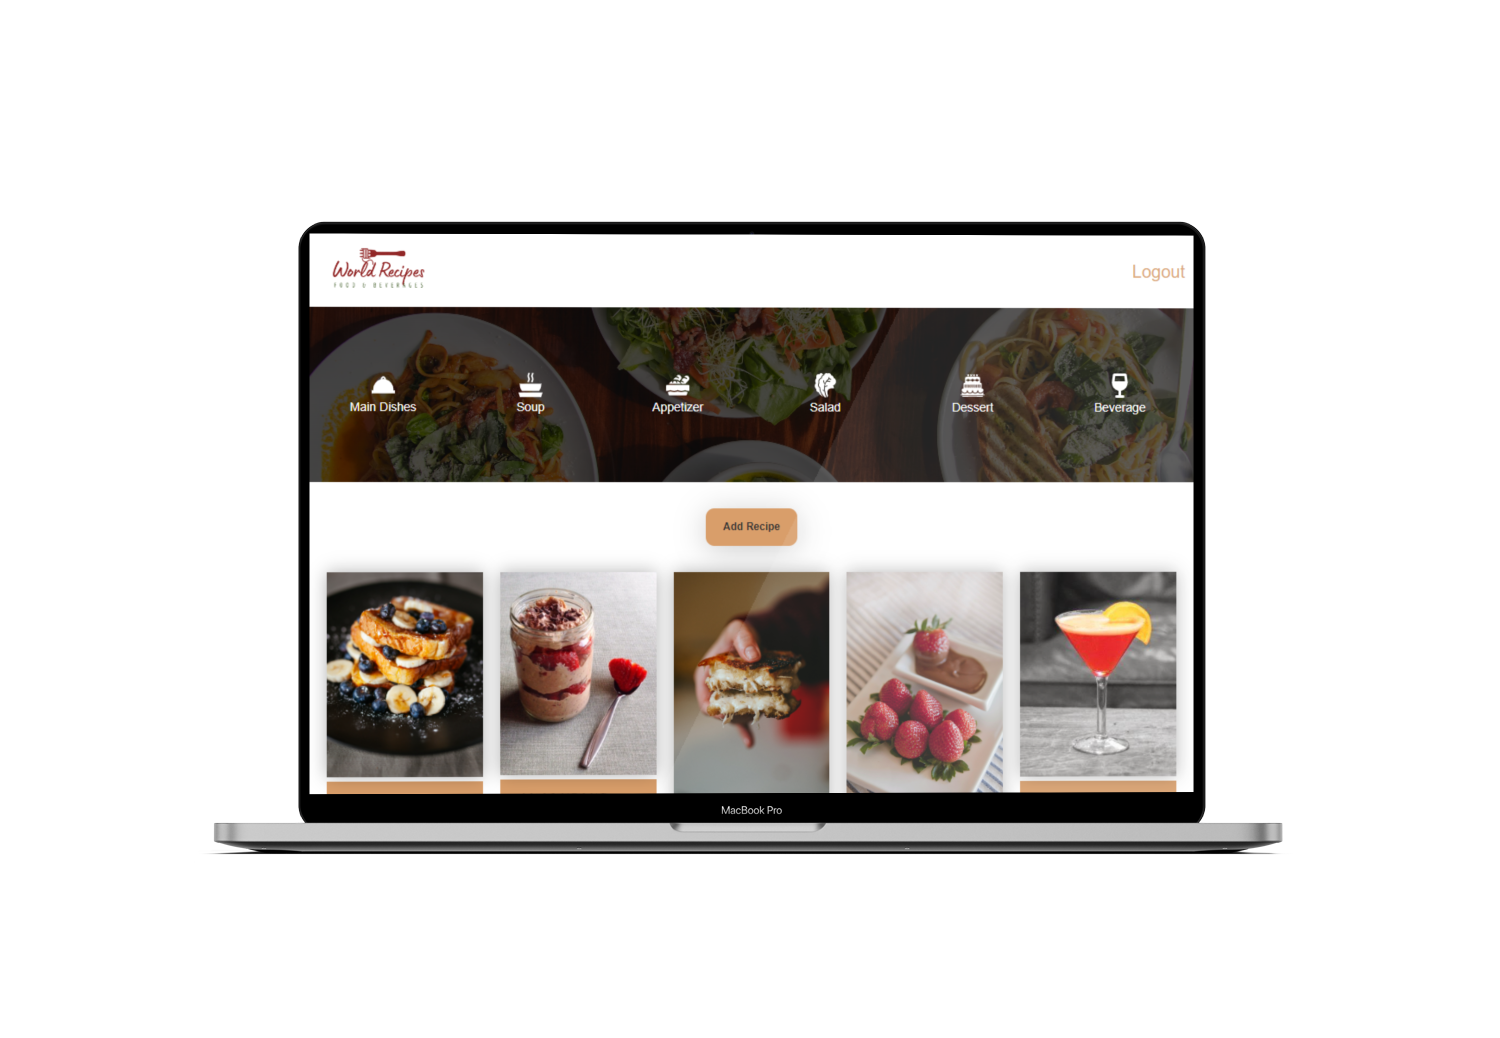 World Recipes
FOOD & BEVERAGES
Logout
Main Dishes
Soup
Appetizer
Salad
Dessert
Beverage
Add Recipe
MacBook Pro